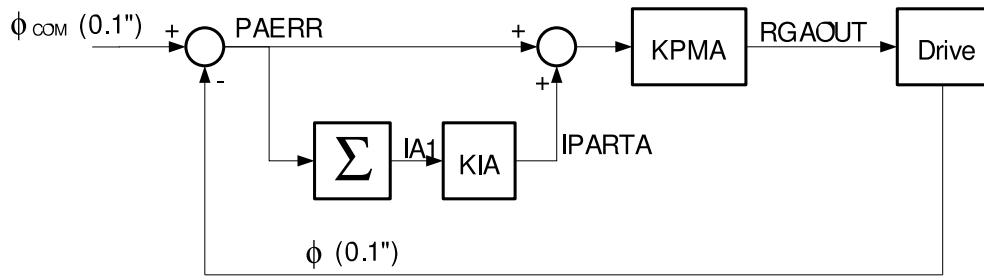 ϕ COM (0.1")
+
PAERR
-
+
+
KPMA
RGAOUT
Drive
Σ
IA1
KIA
IPARTA
ϕ (0.1")